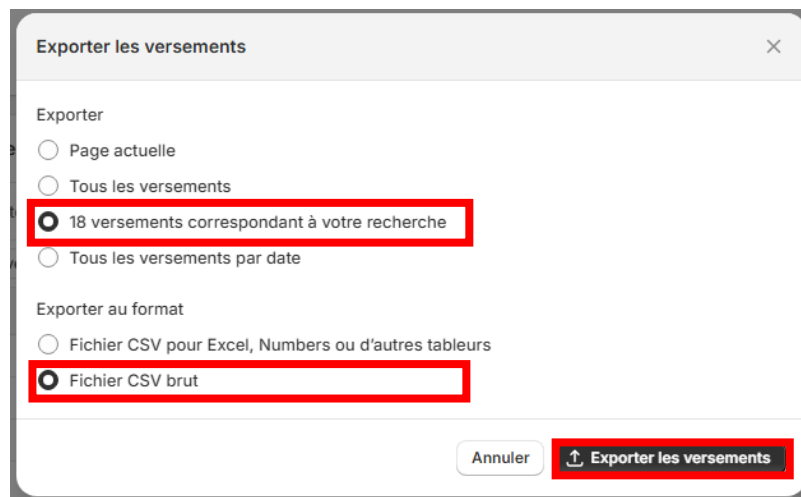 Exporter les versements
Exporter
Page actuelle
Tous les versements
18 versements correspondant à votre recherche
Tous les versements par date
Exporter au format
Fichier CSV pour Excel, Numbers ou d'autres tableurs
Fichier CSV brut
Annuler
Exporter les versements